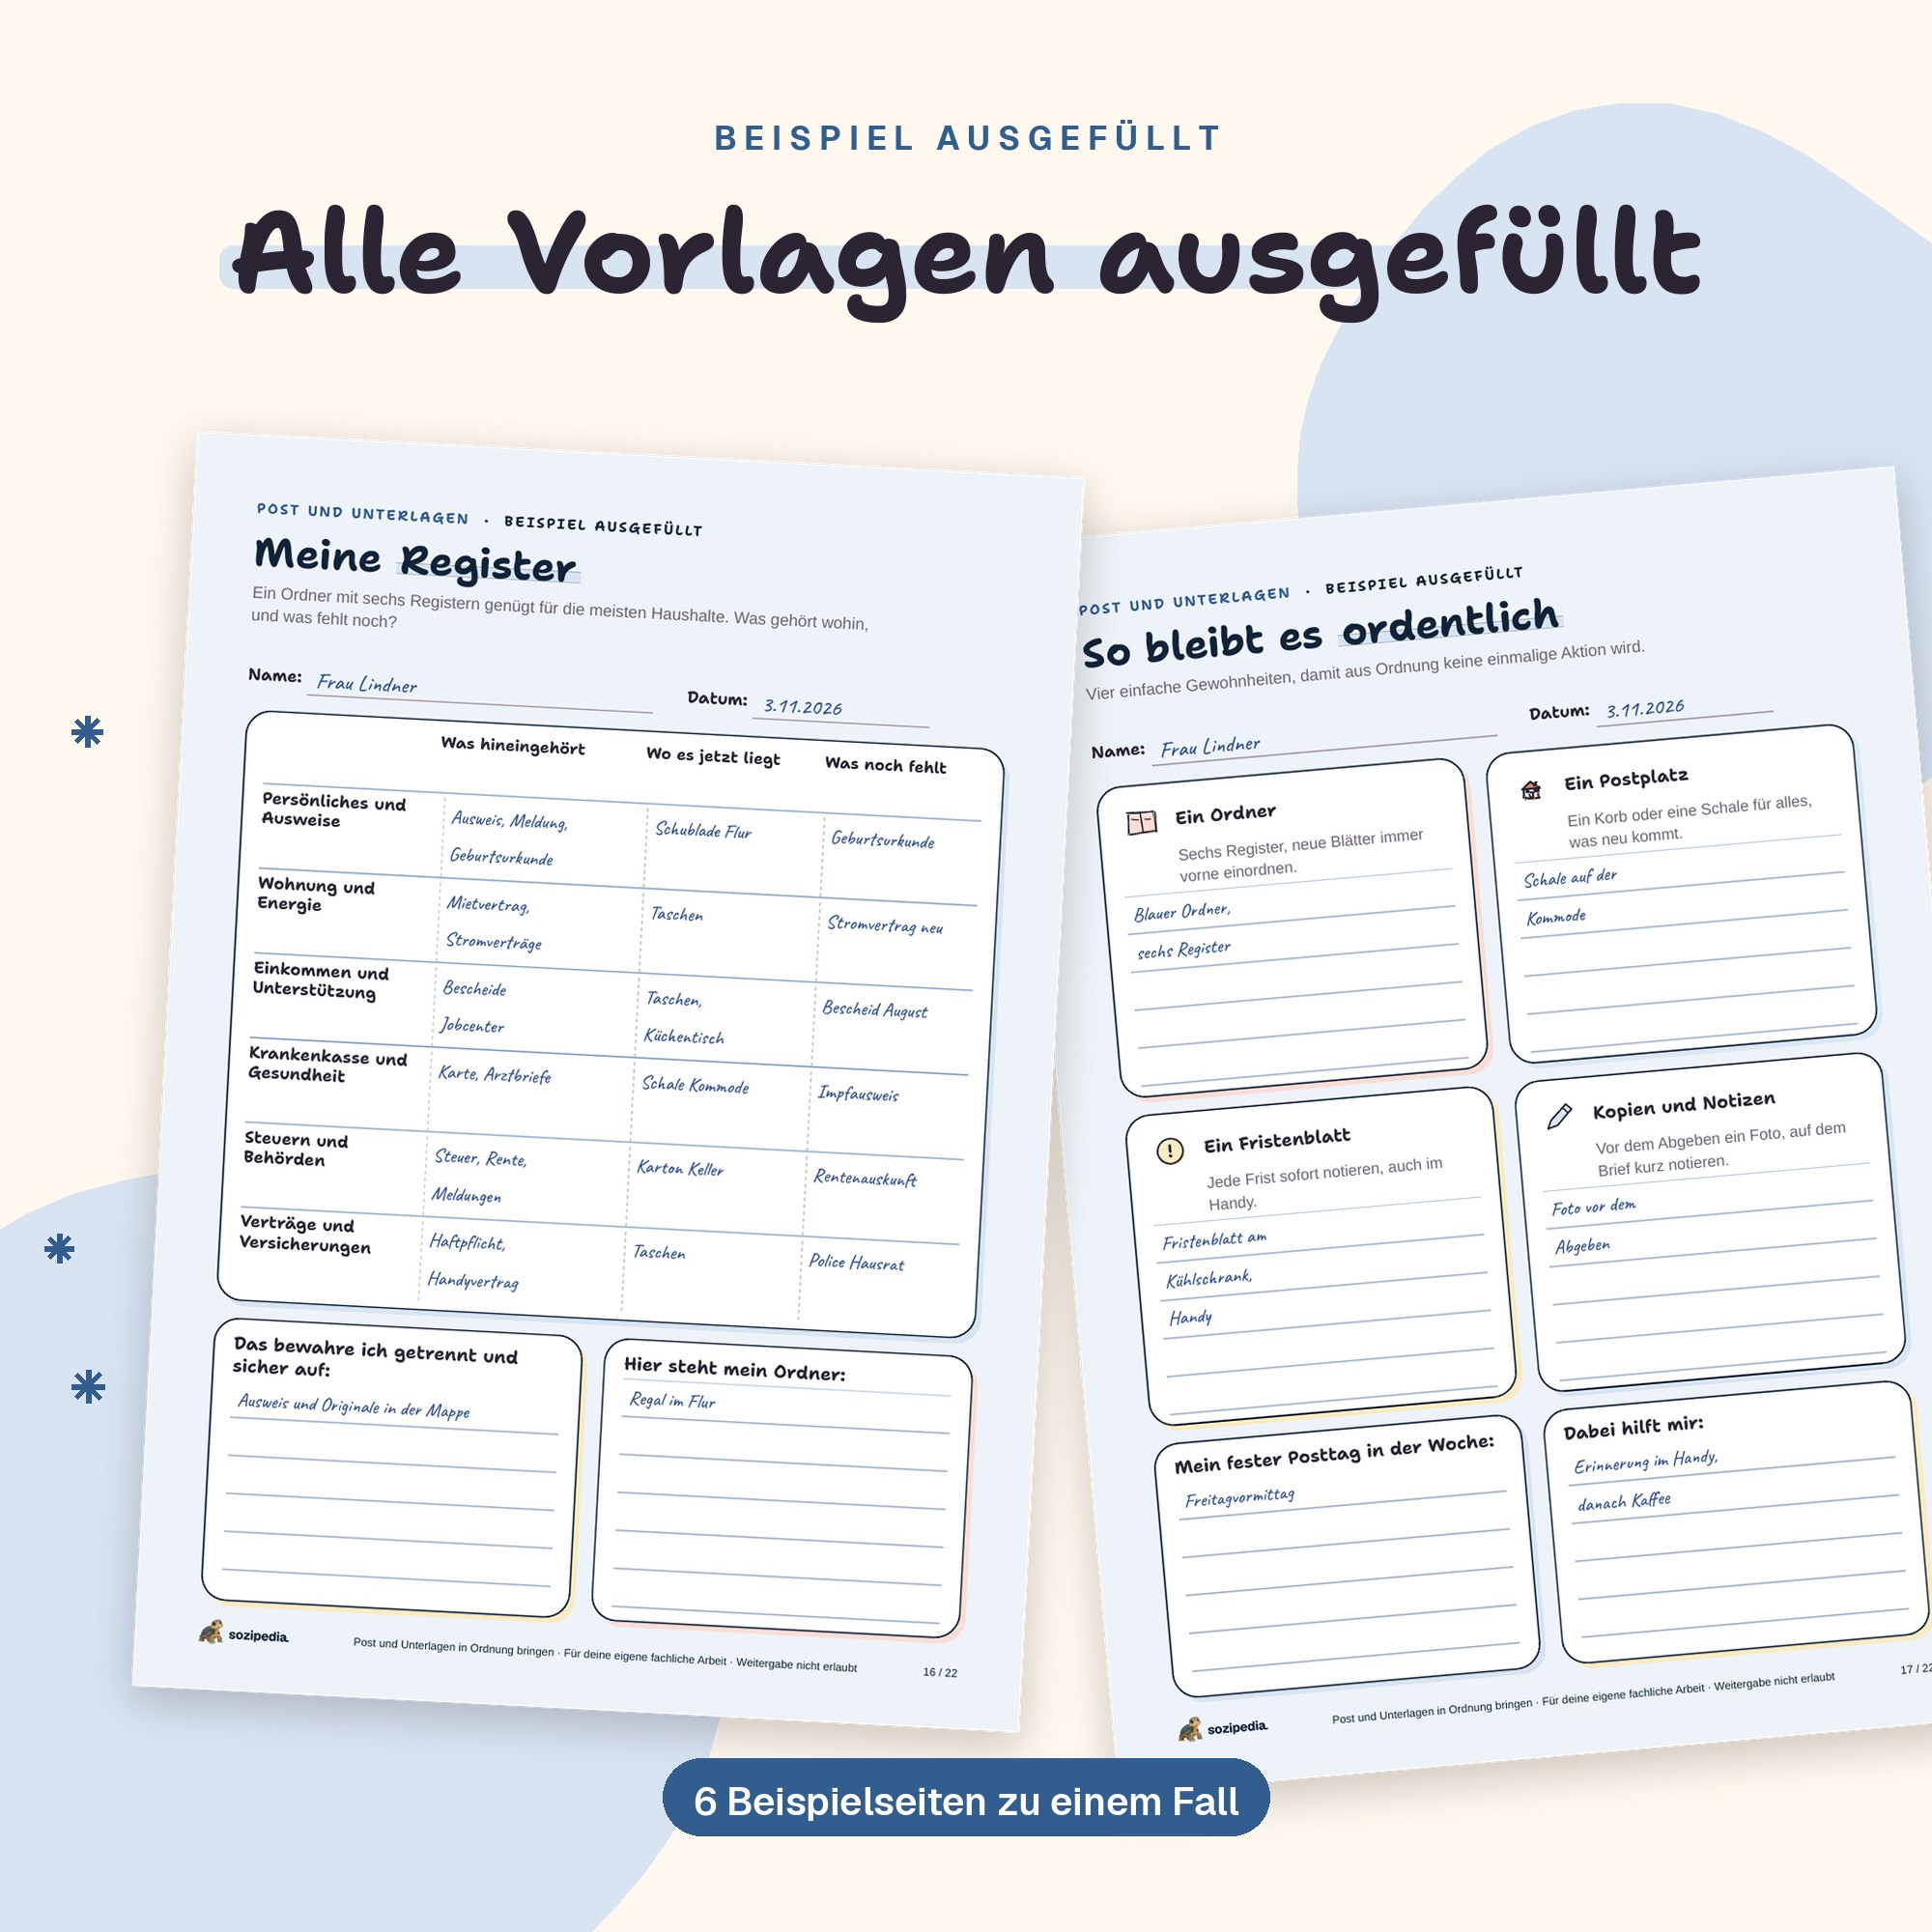 BEISPIEL AUSGEFÜLLT
Alle Vorlagen ausgefüllt
POST UND UNTERLAGEN · BEISPIEL AUSGEFÜLLT
Meine Register
Ein Ordner mit sechs Registern genügt für die meisten Haushalte. Was gehört wohin,
und was fehlt noch?
Name: Frau Lindner Datum: 3.11.2026
Was hineingehört Wo es jetzt liegt Was noch fehlt
Persönliches und
Ausweise
Ausweis, Meldung,
Geburtsurkunde
Schublade Flur
Geburtsurkunde
Wohnung und
Energie
Mietvertrag,
Stromverträge
Taschen
Stromvertrag neu
Einkommen und
Unterstützung
Bescheide
Jobcenter
Taschen,
Küchentisch
Bescheid August
Krankenkasse und
Gesundheit
Karte, Arztbriefe
Schale Kommode
Impfausweis
Steuern und
Behörden
Steuer, Rente,
Meldungen
Karton Keller
Rentenauskunft
Verträge und
Versicherungen
Haftpflicht,
Handyvertrag
Taschen
Police Hausrat
Das bewahre ich getrennt und
sicher auf:
Ausweis und Originale in der Mappe
Hier steht mein Ordner:
Regal im Flur
sozipedia.
Post und Unterlagen in Ordnung bringen · Für deine eigene fachliche Arbeit · Weitergabe nicht erlaubt
16 / 22
POST UND UNTERLAGEN · BEISPIEL AUSGEFÜLLT
So bleibt es ordentlich
Vier einfache Gewohnheiten, damit aus Ordnung keine einmalige Aktion wird.
Name: Frau Lindner Datum: 3.11.2026
Ein Ordner
Sechs Register, neue Blätter immer
vorne einordnen.
Blauer Ordner,
sechs Register
Ein Postplatz
Ein Korb oder eine Schale für alles,
was neu kommt.
Schale auf der
Kommode
Ein Fristenblatt
Jede Frist sofort notieren, auch im
Handy.
Fristenblatt am
Kühlschrank,
Handy
Kopien und Notizen
Vor dem Abgeben ein Foto, auf dem
Brief kurz notieren.
Foto vor dem
Abgeben
Mein fester Posttag in der Woche:
Freitagvormittag
Dabei hilft mir:
Erinnerung im Handy,
danach Kaffee
sozipedia.
Post und Unterlagen in Ordnung bringen · Für deine eigene fachliche Arbeit · Weitergabe nicht erlaubt
17 / 22
6 Beispielseiten zu einem Fall